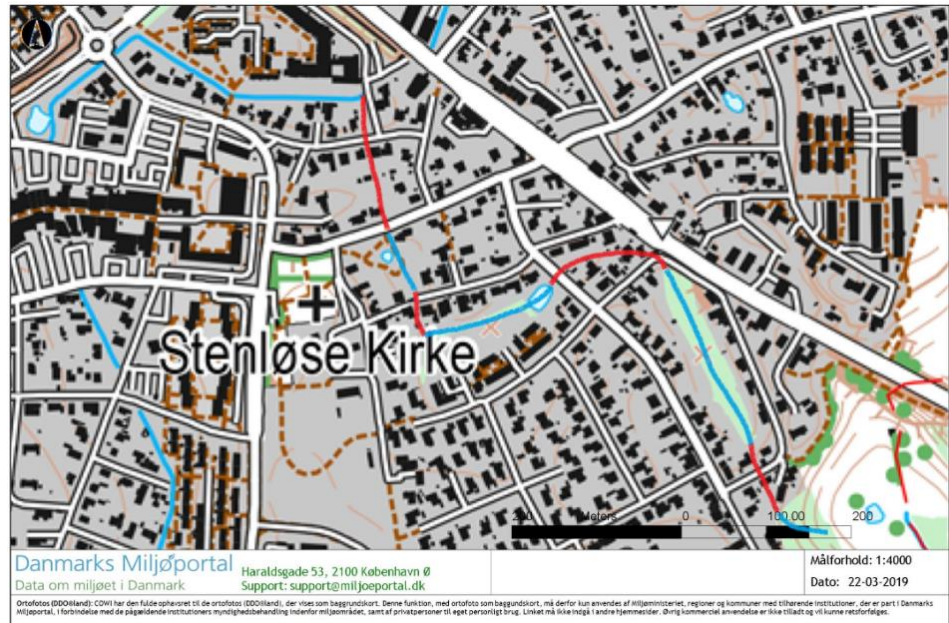 Stenløse Kirke
200 Meters 0 100,00 200
Danmarks Miljøportal
Data om miljøet i Danmark
Haraldsgade 53, 2100 København Ø
Support: support@miljoeportal.dk
Målforhold: 1:4000
Dato: 22-03-2019
Ortofotos (DDO®land): COWI har den fulde ophavsret til de ortofotos (DDO®land), der vises som baggrundskort. Denne funktion, med ortofoto som baggundskort, må derfor kun anvendes af Miljøministeriet, regioner og kommuner med tilhørende institutioner, der er part i Danmarks
Miljøportal, i forbindelse med de pågældende institutioners myndighedsbehandling indenfor miljøområdet, samt af privatpersoner til eget personligt brug. Linket må ikke indgå i andre hjemmesider. Øvrig kommerciel anvendelse er ikke tilladt og vil kunne retsforfølges.